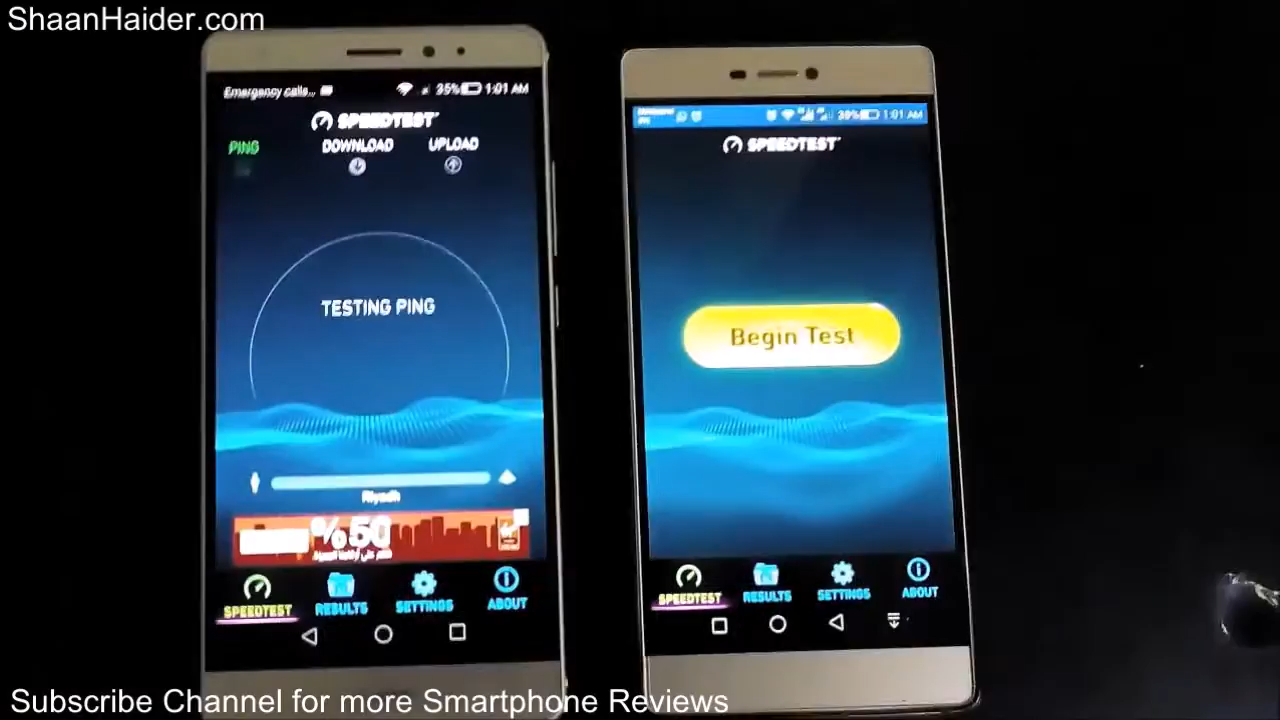 ShaanHaider.com
Emergency calls... 35% 1:01 AM
SPEEDTEST
PING DOWNLOAD UPLOAD
TESTING PING
Riyadh
%50
SPEEDTEST RESULTS SETTINGS ABOUT
1:01 AM
SPEEDTEST
Begin Test
SPEEDTEST RESULTS SETTINGS ABOUT
Subscribe Channel for more Smartphone Reviews